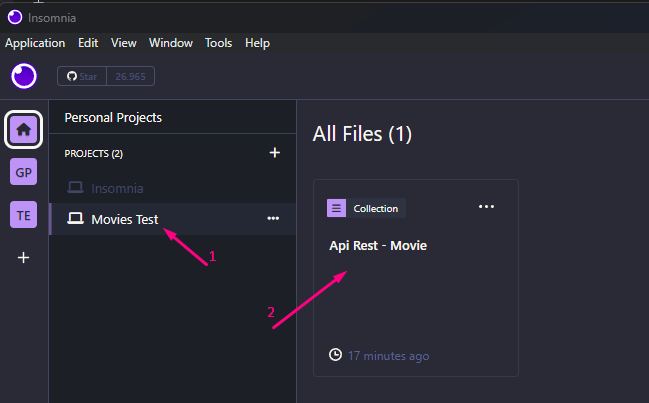 Insomnia
Application Edit View Window Tools Help
Star 26.965
Personal Projects
PROJECTS (2)
Insomnia
Movies Test
GP
TE
1
All Files (1)
Collection
Api Rest - Movie
2
17 minutes ago